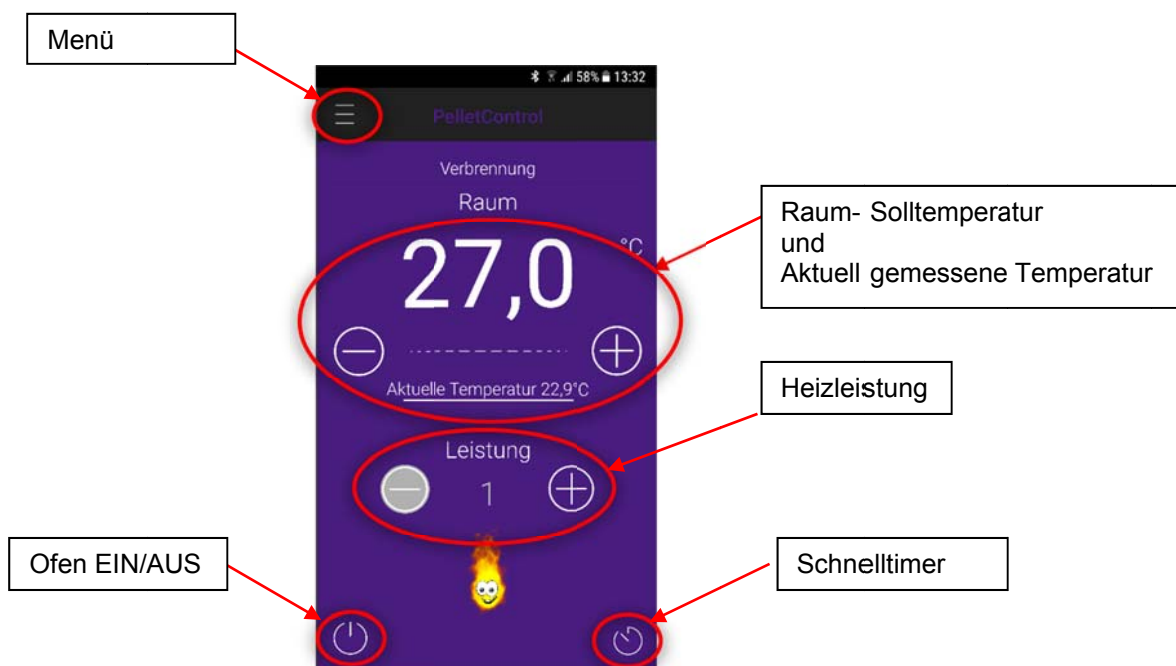 Menü
58% 13:32
PelletControl
Verbrennung
Raum
27,0
°C
Aktuelle Temperatur 22,9°C
Raum- Solltemperatur
und
Aktuell gemessene Temperatur
Heizleistung
Leistung
1
Ofen EIN/AUS
Schnelltimer